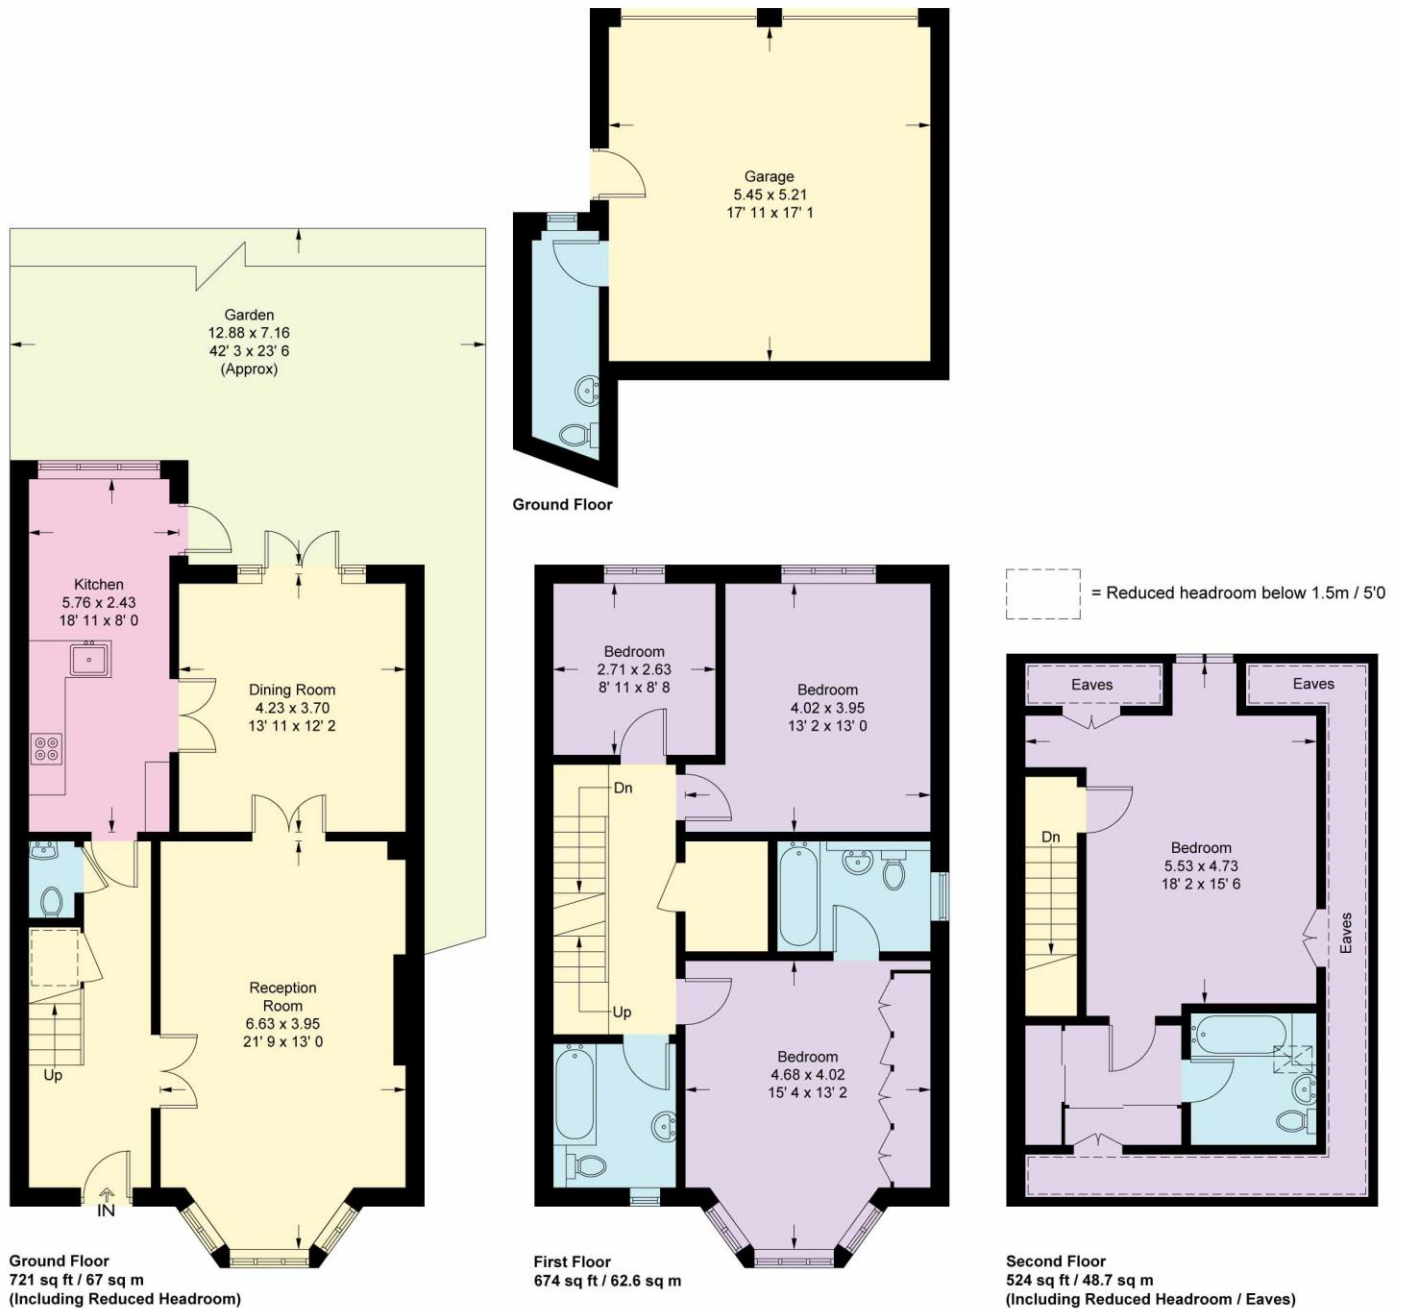 Garage
5.45 x 5.21
17' 11 x 17' 1
Ground Floor
Garden
12.88 x 7.16
42' 3 x 23' 6
(Approx)
Kitchen
5.76 x 2.43
18' 11 x 8' 0
Dining Room
4.23 x 3.70
13' 11 x 12' 2
Reception
Room
6.63 x 3.95
21' 9 x 13' 0
Up
IN
Ground Floor
721 sq ft / 67 sq m
(Including Reduced Headroom)
Bedroom
2.71 x 2.63
8' 11 x 8' 8
Bedroom
4.02 x 3.95
13' 2 x 13' 0
Dn
Up
Bedroom
4.68 x 4.02
15' 4 x 13' 2
First Floor
674 sq ft / 62.6 sq m
= Reduced headroom below 1.5m / 5'0
Eaves
Eaves
Dn
Bedroom
5.53 x 4.73
18' 2 x 15' 6
Eaves
Second Floor
524 sq ft / 48.7 sq m
(Including Reduced Headroom / Eaves)